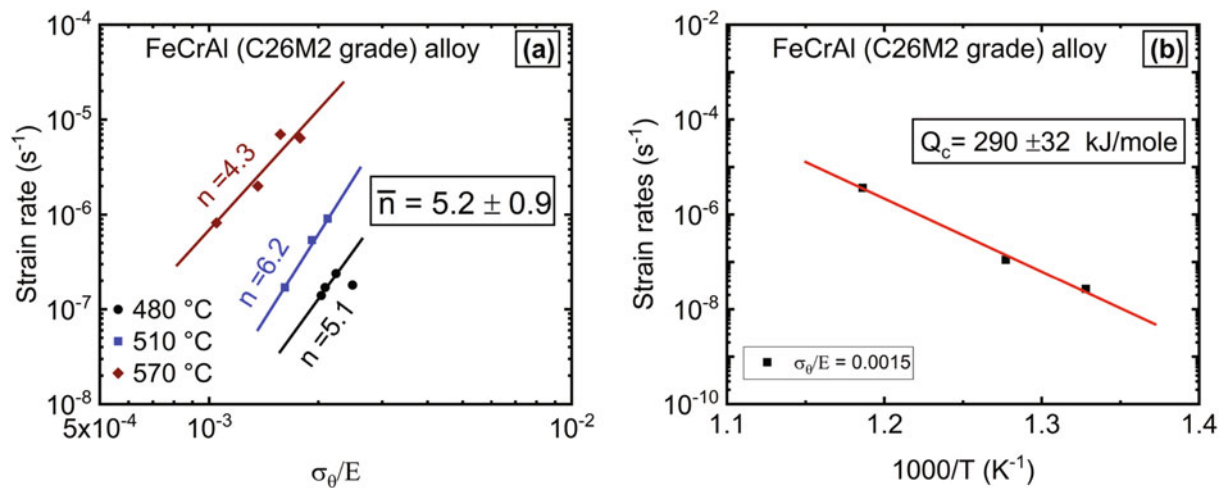 FeCrAl (C26M2 grade) alloy
(a)
10⁻⁴
10⁻⁵
10⁻⁶
10⁻⁷
10⁻⁸
Strain rate (s⁻¹)
n =4.3
n =6.2
n =5.1
n̅ = 5.2 ± 0.9
480 °C
510 °C
570 °C
5x10⁻⁴
10⁻³
10⁻²
σθ/E
FeCrAl (C26M2 grade) alloy
(b)
10⁻²
10⁻⁴
10⁻⁶
10⁻⁸
10⁻¹⁰
Strain rates (s⁻¹)
Qc= 290 ±32 kJ/mole
σθ/E = 0.0015
1.1
1.2
1.3
1.4
1000/T (K⁻¹)